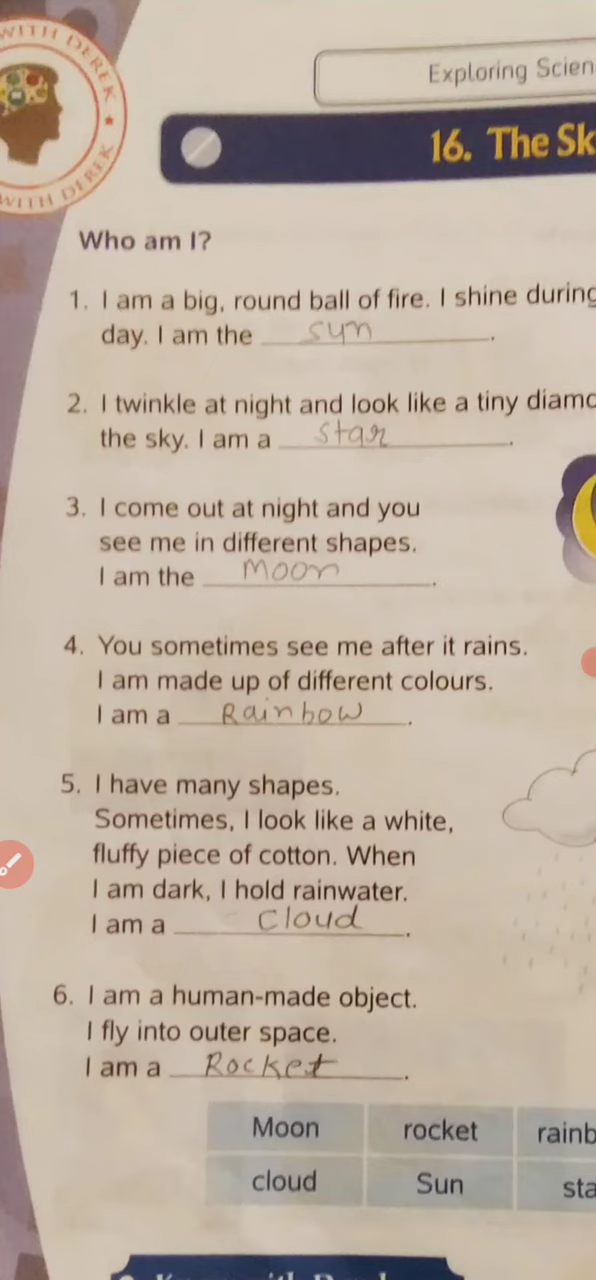 WITH DEREK
WITH DEREK
Exploring Scien
16. The Sk
Who am I?
1. I am a big, round ball of fire. I shine during
day. I am the sun.
2. I twinkle at night and look like a tiny diamo
the sky. I am a star.
3. I come out at night and you
see me in different shapes.
I am the Moon.
4. You sometimes see me after it rains.
I am made up of different colours.
I am a Rainbow.
5. I have many shapes.
Sometimes, I look like a white,
fluffy piece of cotton. When
I am dark, I hold rainwater.
I am a Cloud.
6. I am a human-made object.
I fly into outer space.
I am a Rocket.
Moon rocket rainb
cloud Sun sta